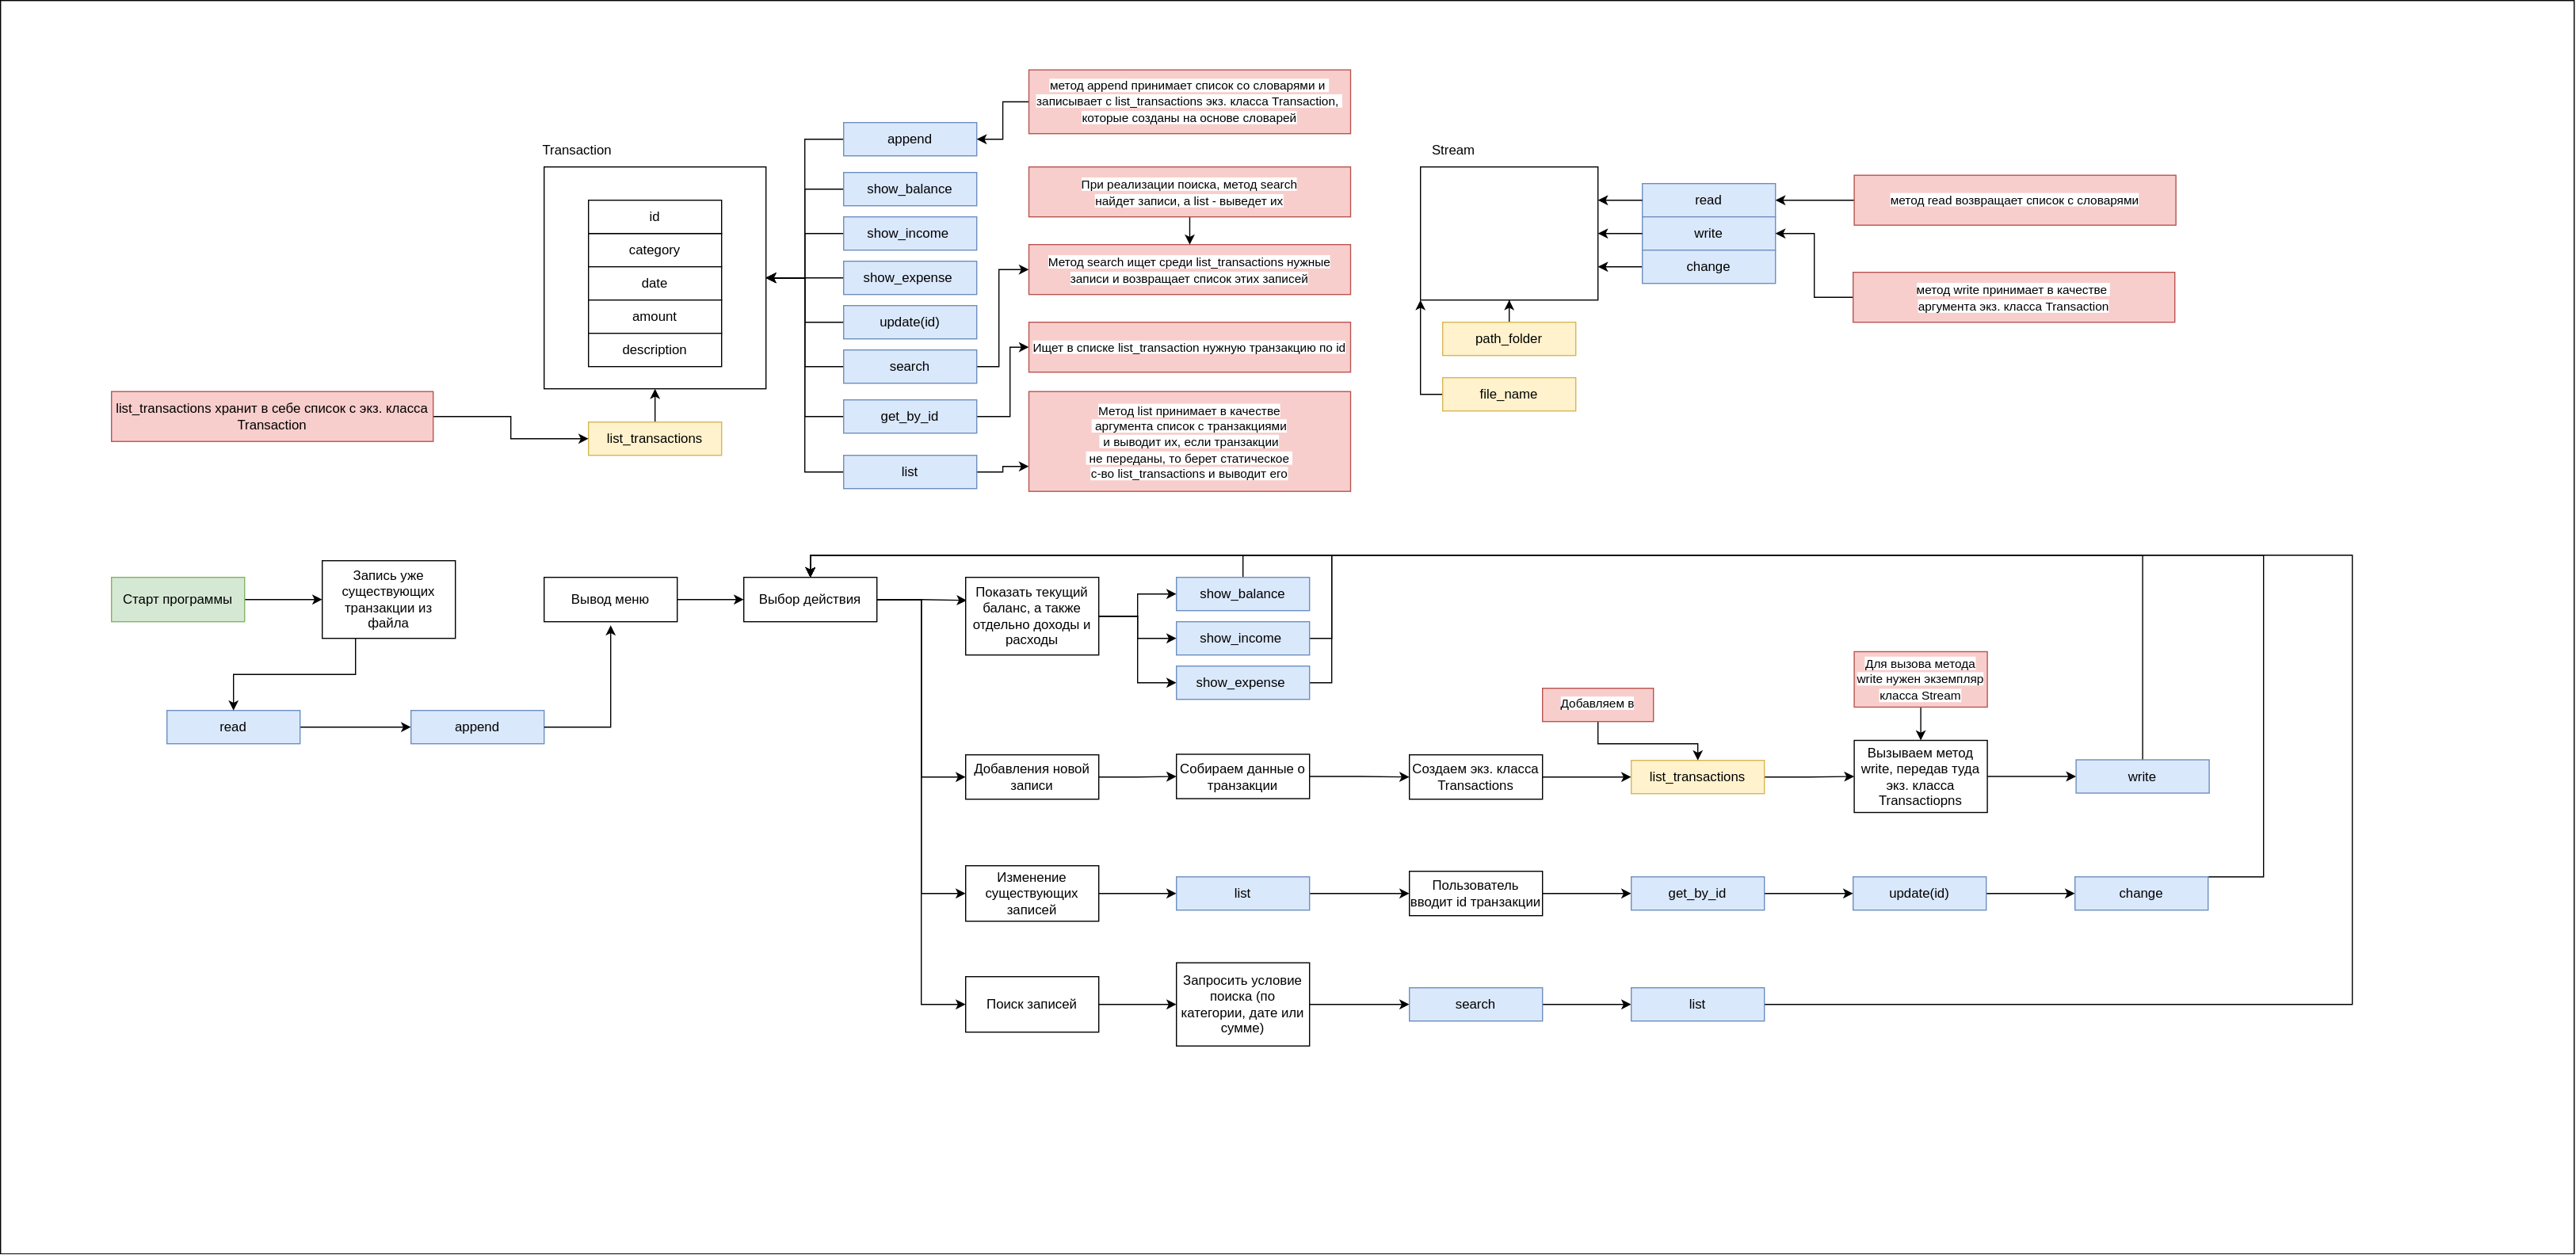 метод append принимает список со словарями и
записывает с list_transactions экз. класса Transaction,
которые созданы на основе словарей
append
Transaction
Stream
show_balance
При реализации поиска, метод search
найдет записи, а list - выведет их
read
метод read возвращает список с словарями
id
show_income
write
category
Метод search ищет среди list_transactions нужные
записи и возвращает список этих записей
change
date
show_expense
метод write принимает в качестве
аргумента экз. класса Transaction
amount
update(id)
path_folder
description
Ищет в списке list_transaction нужную транзакцию по id
search
file_name
list_transactions хранит в себе список с экз. класса
Transaction
get_by_id
Метод list принимает в качестве
аргумента список с транзакциями
и выводит их, если транзакции
не переданы, то берет статическое
с-во list_transactions и выводит его
list_transactions
list
Старт программы
Запись уже
существующих
транзакции из
файла
Вывод меню
Выбор действия
Показать текущий
баланс, а также
отдельно доходы и
расходы
show_balance
show_income
show_expense
read
append
Добавляем в
Для вызова метода
write нужен экземпляр
класса Stream
Добавления новой
записи
Собираем данные о
транзакции
Создаем экз. класса
Transactions
list_transactions
Вызываем метод
write, передав туда
экз. класса
Transactiopns
write
Изменение
существующих
записей
list
Пользователь
вводит id транзакции
get_by_id
update(id)
change
Поиск записей
Запросить условие
поиска (по
категории, дате или
сумме)
search
list